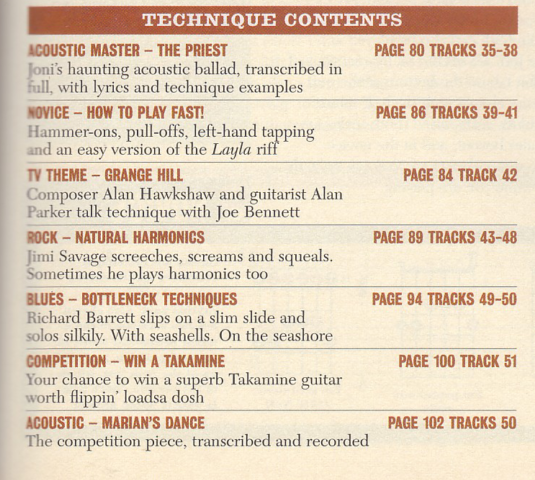 TECHNIQUE CONTENTS
ACOUSTIC MASTER – THE PRIEST PAGE 80 TRACKS 35-38
Joni's haunting acoustic ballad, transcribed in
full, with lyrics and technique examples
NOVICE – HOW TO PLAY FAST! PAGE 86 TRACKS 39-41
Hammer-ons, pull-offs, left-hand tapping
and an easy version of the Layla riff
TV THEME – GRANGE HILL PAGE 84 TRACK 42
Composer Alan Hawkshaw and guitarist Alan
Parker talk technique with Joe Bennett
ROCK – NATURAL HARMONICS PAGE 89 TRACKS 43-48
Jimi Savage screeches, screams and squeals.
Sometimes he plays harmonics too
BLUES – BOTTLENECK TECHNIQUES PAGE 94 TRACKS 49-50
Richard Barrett slips on a slim slide and
solos silkily. With seashells. On the seashore
COMPETITION – WIN A TAKAMINE PAGE 100 TRACK 51
Your chance to win a superb Takamine guitar
worth flippin' loadsa dosh
ACOUSTIC – MARIAN'S DANCE PAGE 102 TRACKS 50
The competition piece, transcribed and recorded